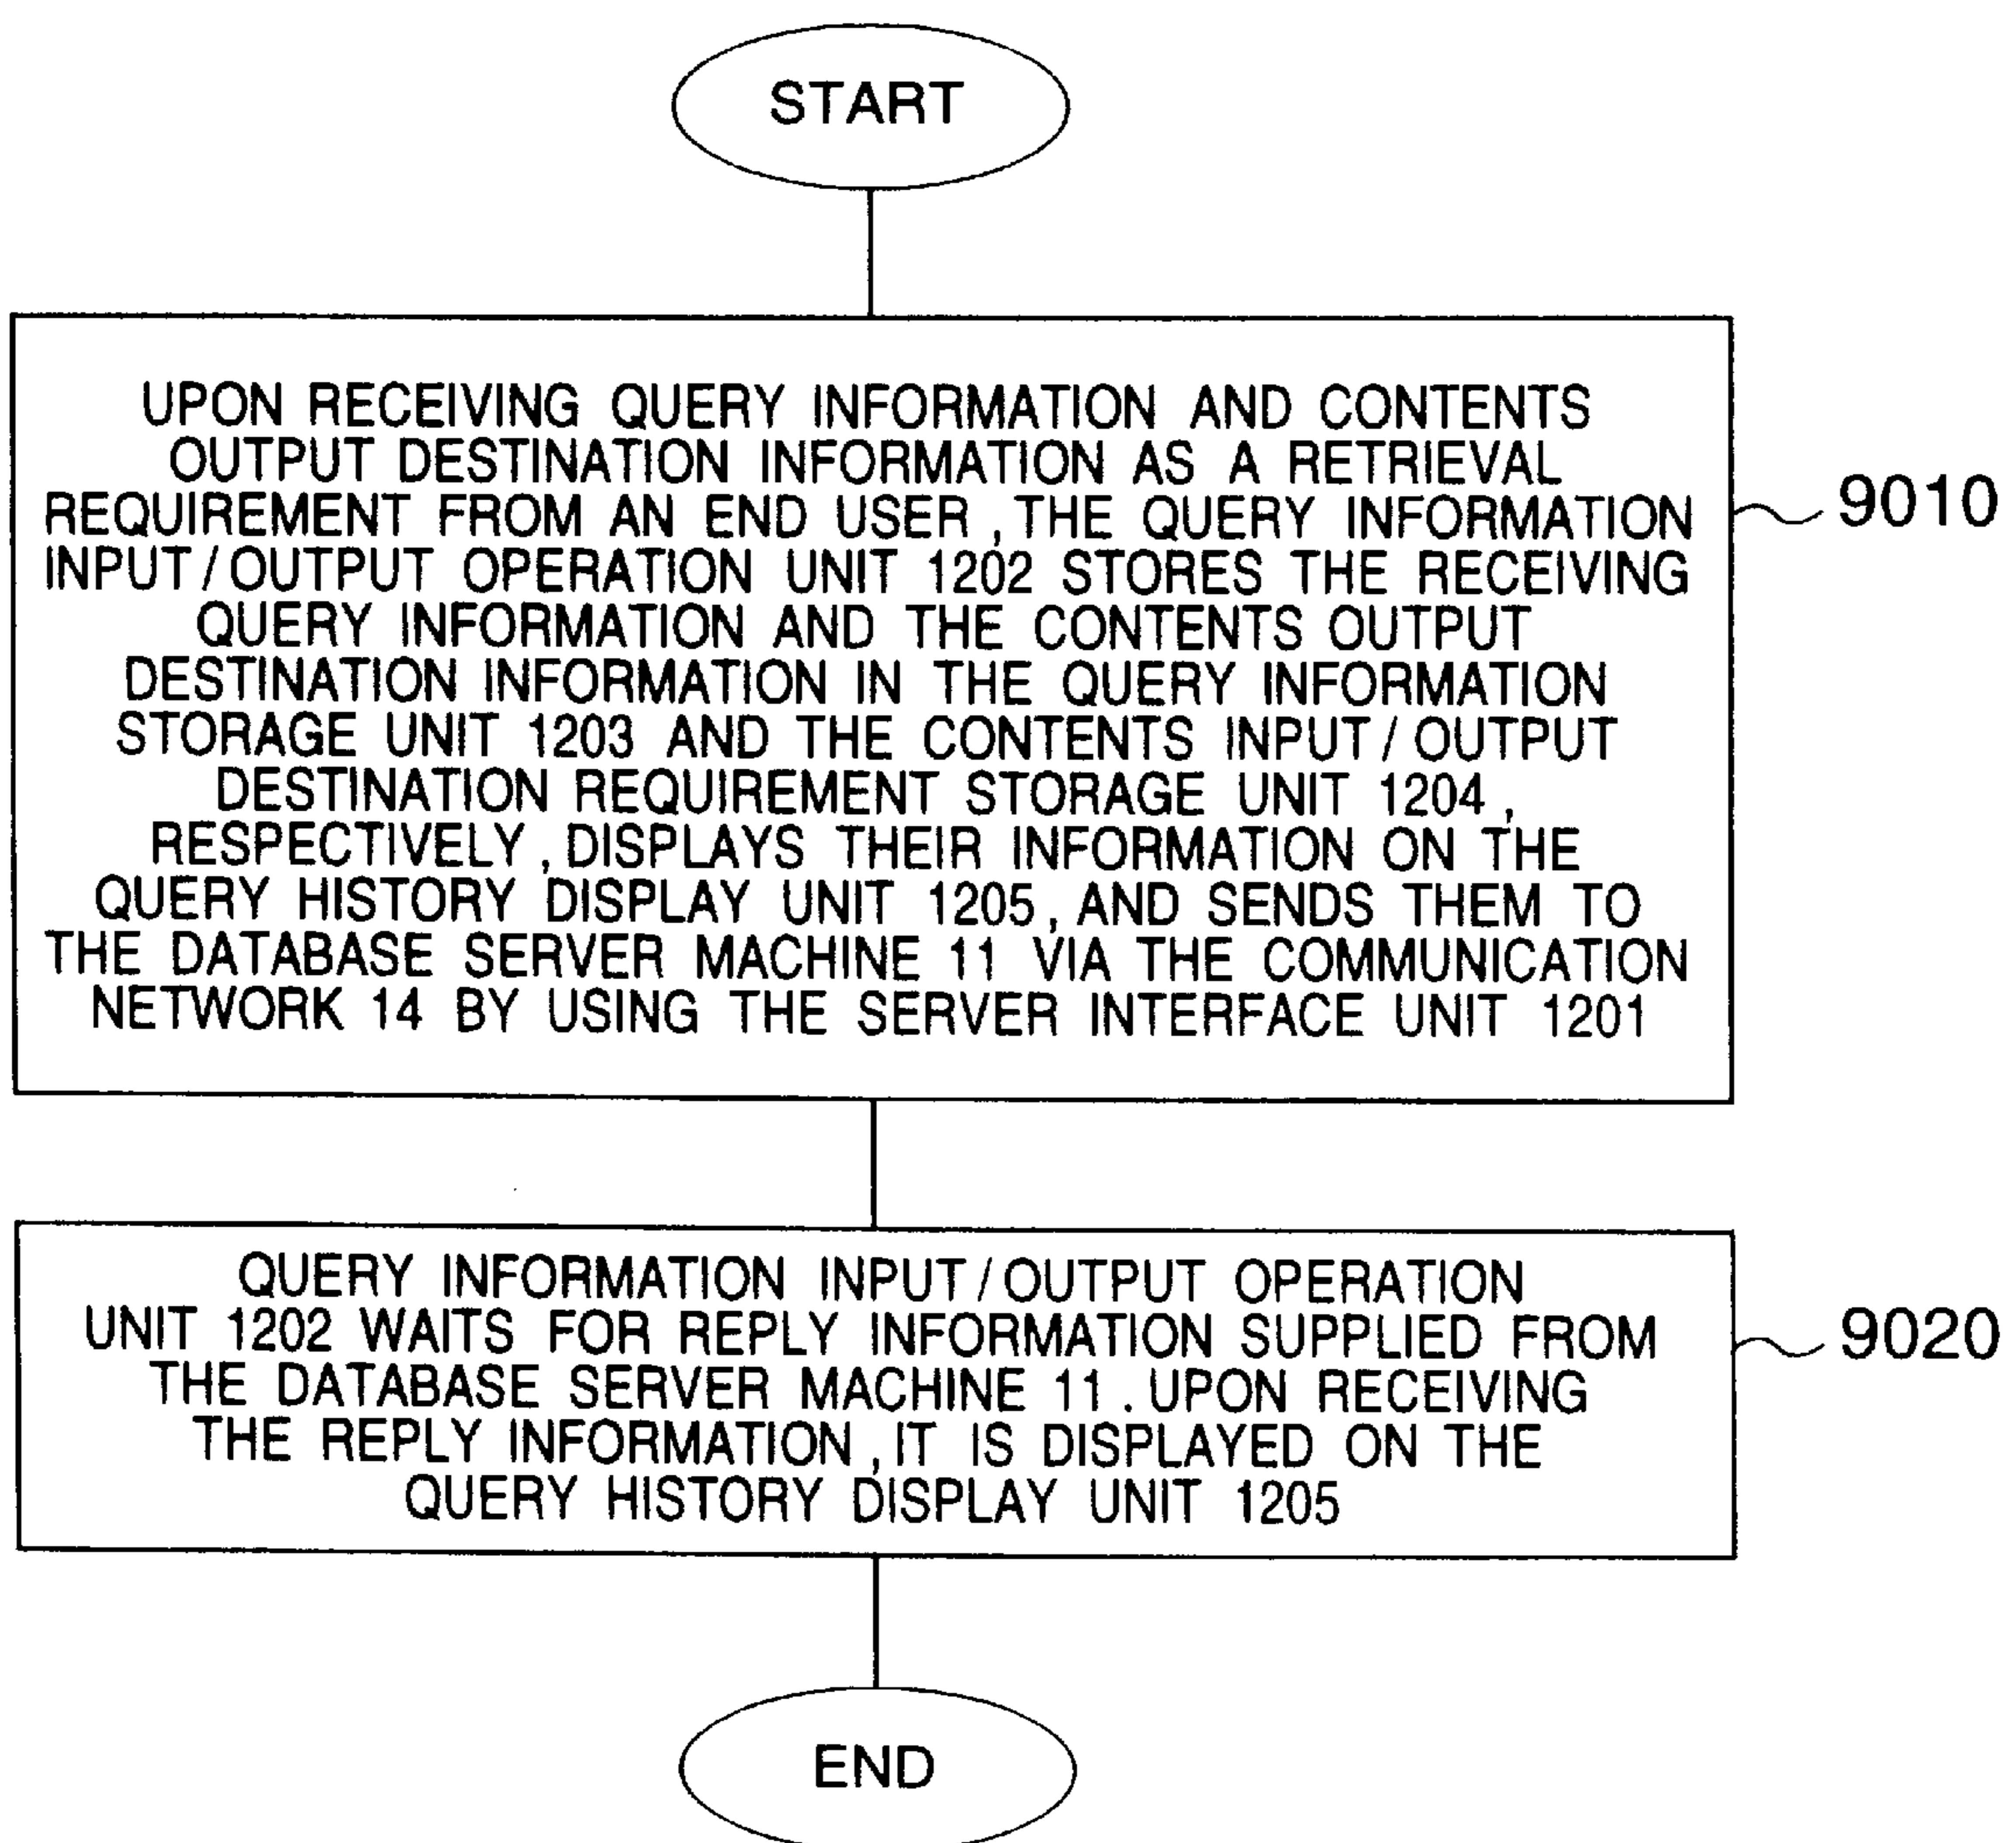 START
UPON RECEIVING QUERY INFORMATION AND CONTENTS
OUTPUT DESTINATION INFORMATION AS A RETRIEVAL
REQUIREMENT FROM AN END USER, THE QUERY INFORMATION
INPUT/OUTPUT OPERATION UNIT 1202 STORES THE RECEIVING
QUERY INFORMATION AND THE CONTENTS OUTPUT
DESTINATION INFORMATION IN THE QUERY INFORMATION
STORAGE UNIT 1203 AND THE CONTENTS INPUT/OUTPUT
DESTINATION REQUIREMENT STORAGE UNIT 1204,
RESPECTIVELY, DISPLAYS THEIR INFORMATION ON THE
QUERY HISTORY DISPLAY UNIT 1205, AND SENDS THEM TO
THE DATABASE SERVER MACHINE 11 VIA THE COMMUNICATION
NETWORK 14 BY USING THE SERVER INTERFACE UNIT 1201
9010
QUERY INFORMATION INPUT/OUTPUT OPERATION
UNIT 1202 WAITS FOR REPLY INFORMATION SUPPLIED FROM
THE DATABASE SERVER MACHINE 11. UPON RECEIVING
THE REPLY INFORMATION, IT IS DISPLAYED ON THE
QUERY HISTORY DISPLAY UNIT 1205
9020
END